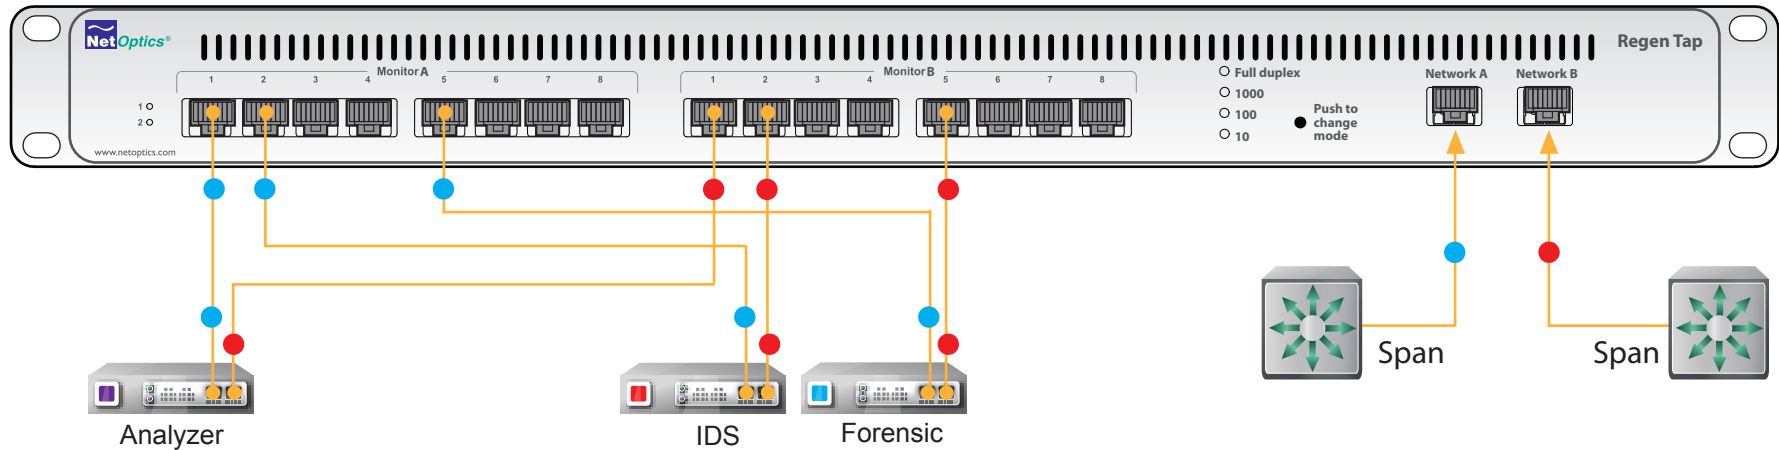 NetOptics®
Regen Tap
Monitor A
1 2 3 4 5 6 7 8
Monitor B
1 2 3 4 5 6 7 8
1
2
www.netoptics.com
Full duplex
1000
100
10
Push to
change
mode
Network A
Network B
Span
Span
Analyzer
IDS
Forensic